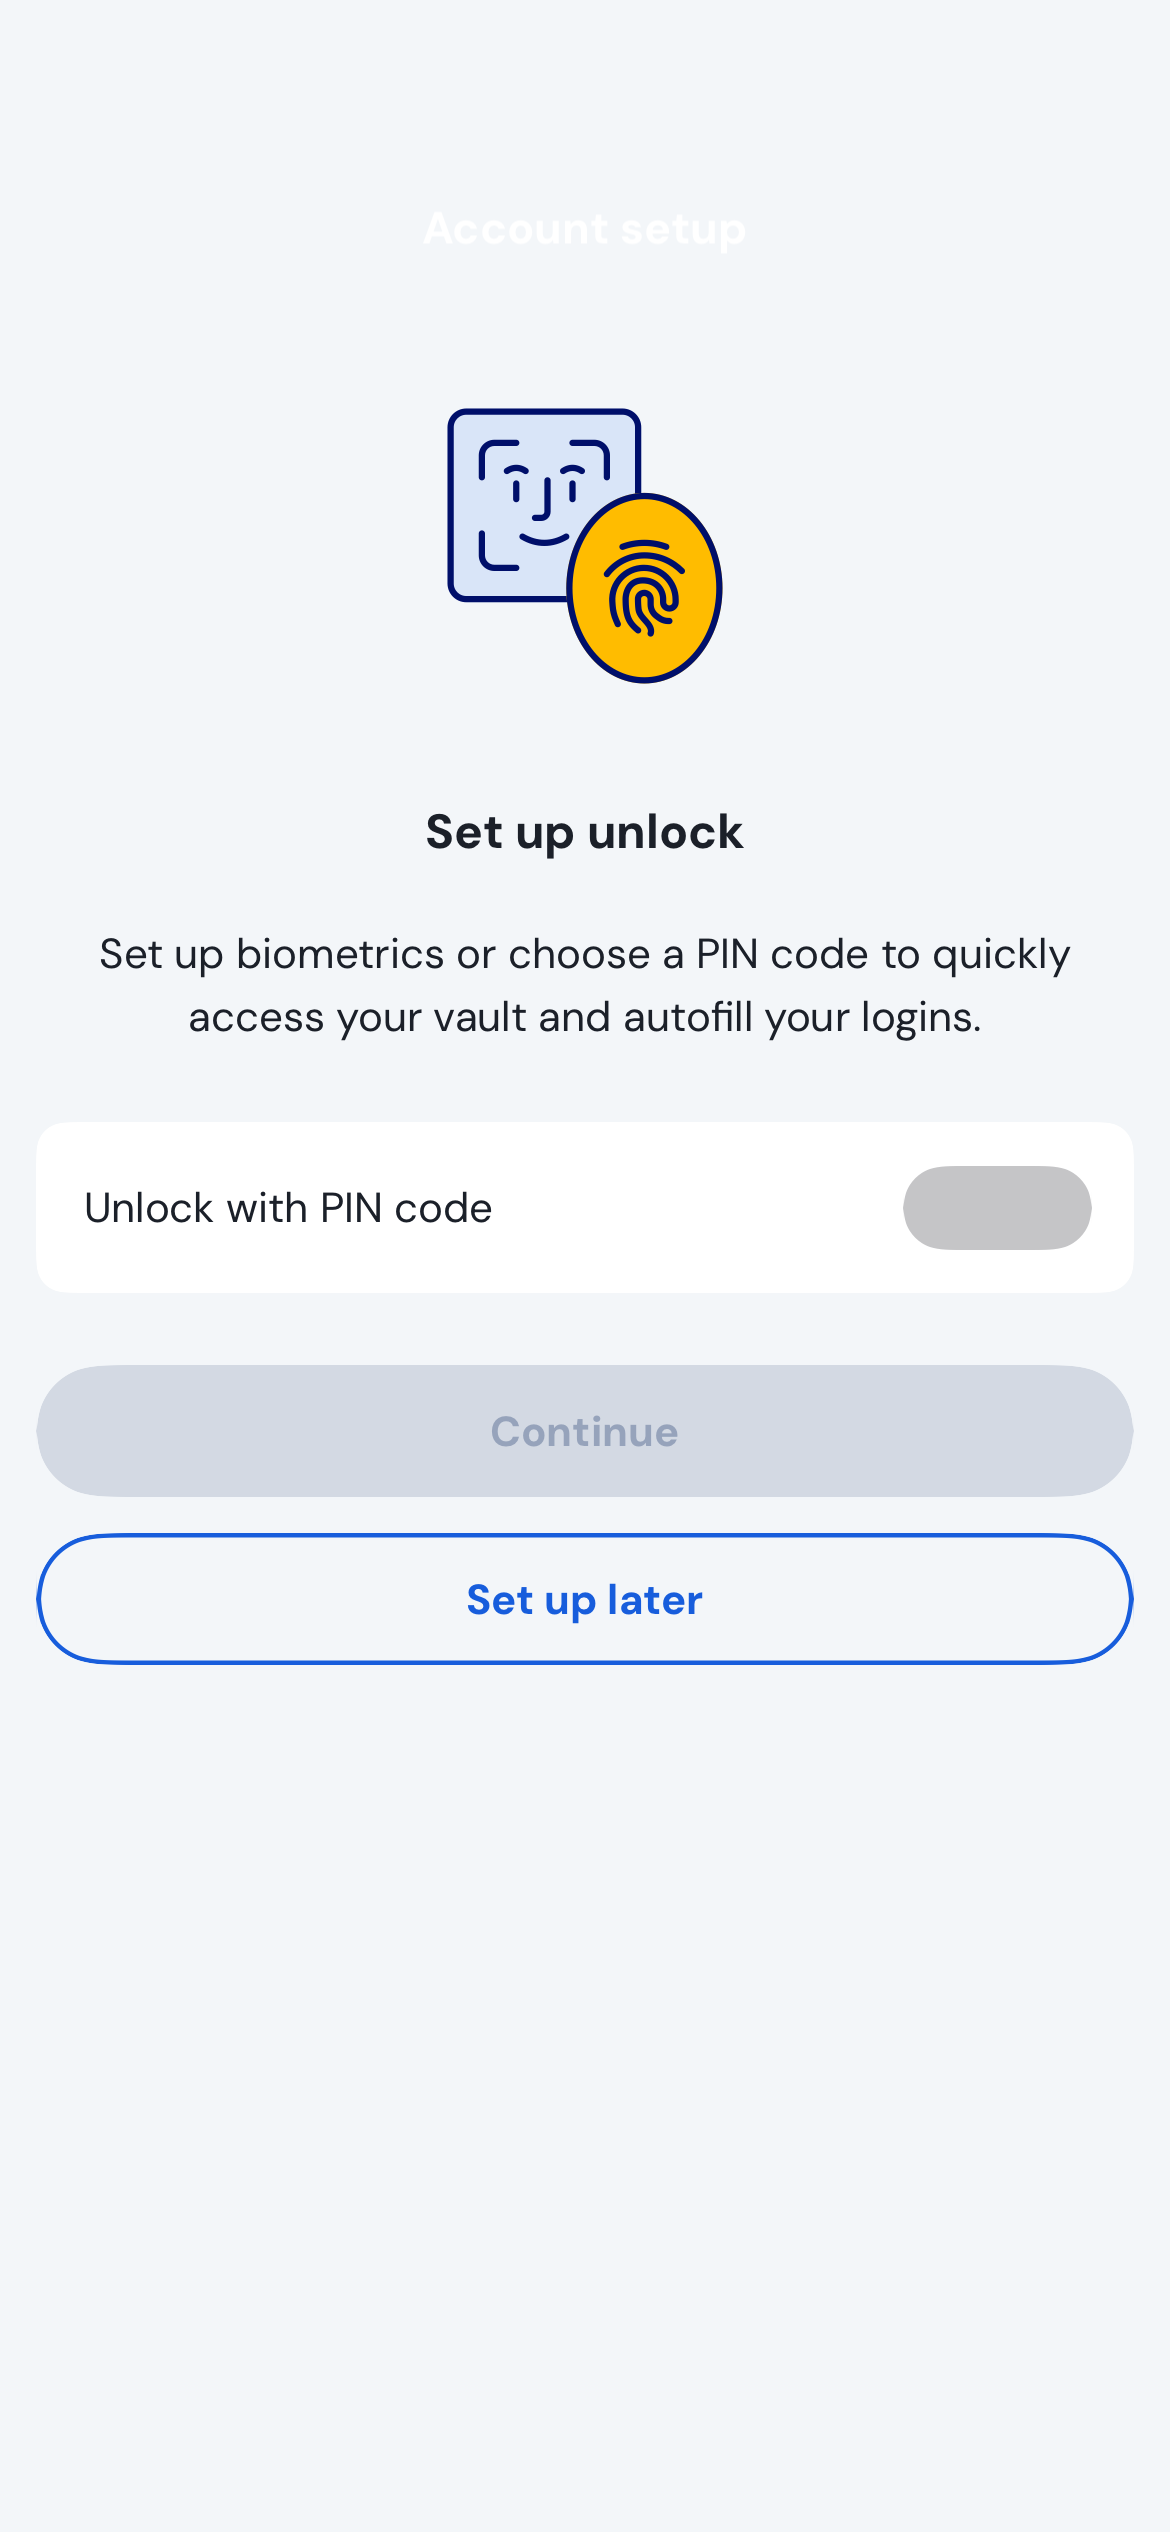 Account setup
Set up unlock
Set up biometrics or choose a PIN code to quickly
access your vault and autofill your logins.
Unlock with PIN code
Continue
Set up later